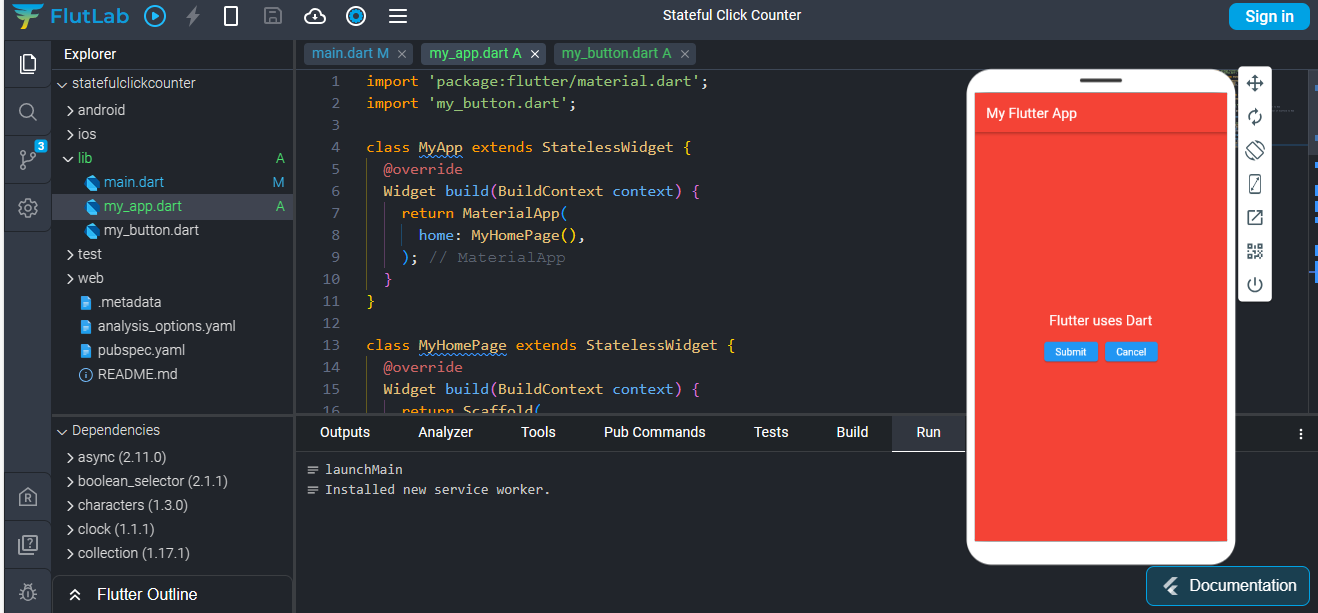 FlutLab
Stateful Click Counter
Sign in
Explorer
statefulclickcounter
android
ios
lib A
main.dart M
my_app.dart A
my_button.dart
test
web
.metadata
analysis_options.yaml
pubspec.yaml
README.md
3
Dependencies
async (2.11.0)
boolean_selector (2.1.1)
characters (1.3.0)
clock (1.1.1)
collection (1.17.1)
Flutter Outline
main.dart M × my_app.dart A × my_button.dart A ×
1 import 'package:flutter/material.dart';
2 import 'my_button.dart';
3
4 class MyApp extends StatelessWidget {
5 @override
6 Widget build(BuildContext context) {
7 return MaterialApp(
8 home: MyHomePage(),
9 ); // MaterialApp
10 }
11 }
12
13 class MyHomePage extends StatelessWidget {
14 @override
15 Widget build(BuildContext context) {
16 return Scaffold(
Outputs Analyzer Tools Pub Commands Tests Build Run
launchMain
Installed new service worker.
My Flutter App
Flutter uses Dart
Submit Cancel
Documentation